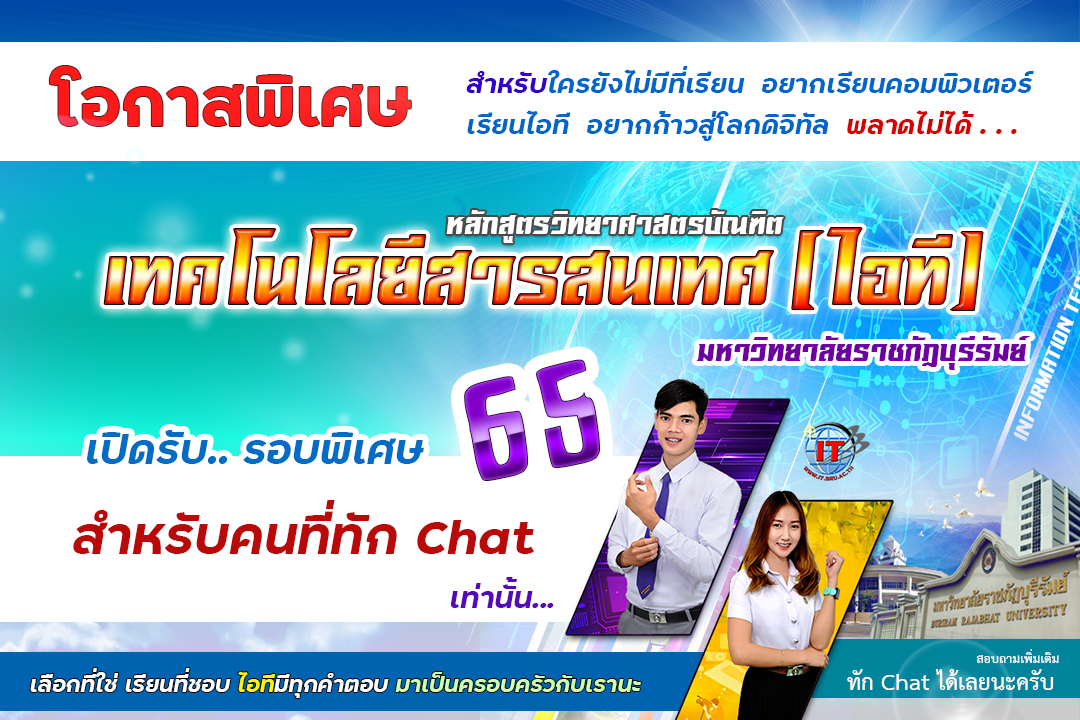 โอกาสพิเศษ
สำหรับใครยังไม่มีที่เรียน อยากเรียนคอมพิวเตอร์
เรียนไอที อยากก้าวสู่โลกดิจิทัล พลาดไม่ได้ . . .
หลักสูตรวิทยาศาสตรบัณฑิต
เทคโนโลยีสารสนเทศ (ไอที)
มหาวิทยาลัยราชภัฏบุรีรัมย์
65
เปิดรับ.. รอบพิเศษ
สำหรับคนที่ทัก Chat
เท่านั้น...
INFORMATION TEC
IT
WWW.IT.BRU.AC.TH
มหาวิทยาลัยราชภัฏบุรีรัมย์
BURIRAM RAJABHAT UNIVERSITY
สอบถามเพิ่มเติม
ทัก Chat ได้เลยนะครับ
เลือกที่ใช่ เรียนที่ชอบ ไอทีมีทุกคำตอบ มาเป็นครอบครัวกับเรานะ